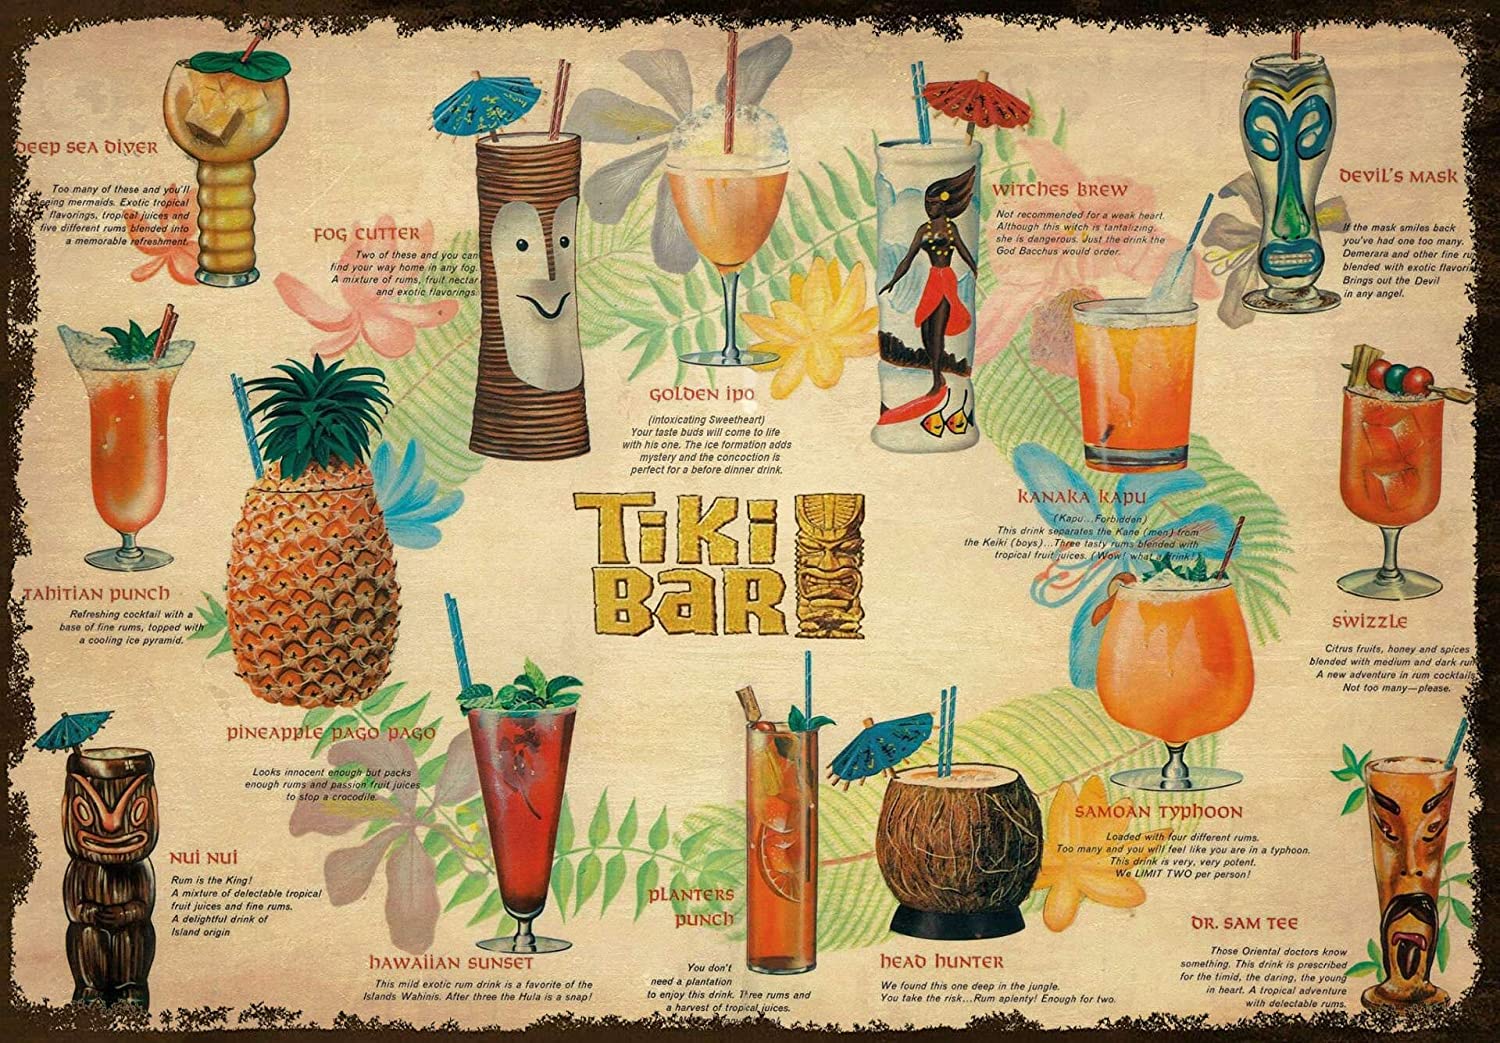 DEEP SEA DIVER
Too many of these and you'll
mermaids. Exotic tropical
flavorings, tropical juices and
five different rums blended into
a memorable refreshment.
FOG CUTTER
Two of these and you can
find your way home in any fog.
A mixture of rums, fruit nectar
and exotic flavorings.
GOLDEN IPO
(intoxicating Sweetheart)
Your taste buds will come to life
with his one. The ice formation adds
mystery and the concoction is
perfect for a before dinner drink.
WITCHES BREW
Not recommended for a weak heart.
Although this witch is tantalizing,
she is dangerous. Just the drink the
God Bacchus would order.
DEVIL'S MASK
If the mask smiles back
you've had one too many.
Demerara and other fine
blended with exotic
Brings out the Devil
in any angel.
TAHITIAN PUNCH
Refreshing cocktail with a
base of fine rums, topped with
a cooling ice pyramid.
TIKI
BAR
KANAKA KAPU
(Kapu...Forbidden)
This drink separates the Kane (men) from
the Keiki (boys)...Three tasty rums blended with
tropical fruit juices. (Wow! what a drink!)
SWIZZLE
Citrus fruits, honey and spices
blended with medium and dark
A new adventure in rum cocktails
Not too many—please.
PINEAPPLE PAGO PAGO
Looks innocent enough but packs
enough rums and passion fruit juices
to stop a crocodile.
NUI NUI
Rum is the King!
A mixture of delectable tropical
fruit juices and fine rums.
A delightful drink of
Island origin
HAWAIIAN SUNSET
This mild exotic rum drink is a favorite of the
Islands Wahinis. After three the Hula is a snap!
PLANTERS
PUNCH
You don't
need a plantation
to enjoy this drink. Three rums and
a harvest of tropical juices.
HEAD HUNTER
We found this one deep in the jungle.
You take the risk...Rum aplenty! Enough for two.
SAMOAN TYPHOON
Loaded with four different rums.
Too many and you will feel like you are in a typhoon.
This drink is very, very potent.
We LIMIT TWO per person!
DR. SAM TEE
Those Oriental doctors know
something. This drink is prescribed
for the timid, the daring, the young
in heart. A tropical adventure
with delectable rums.